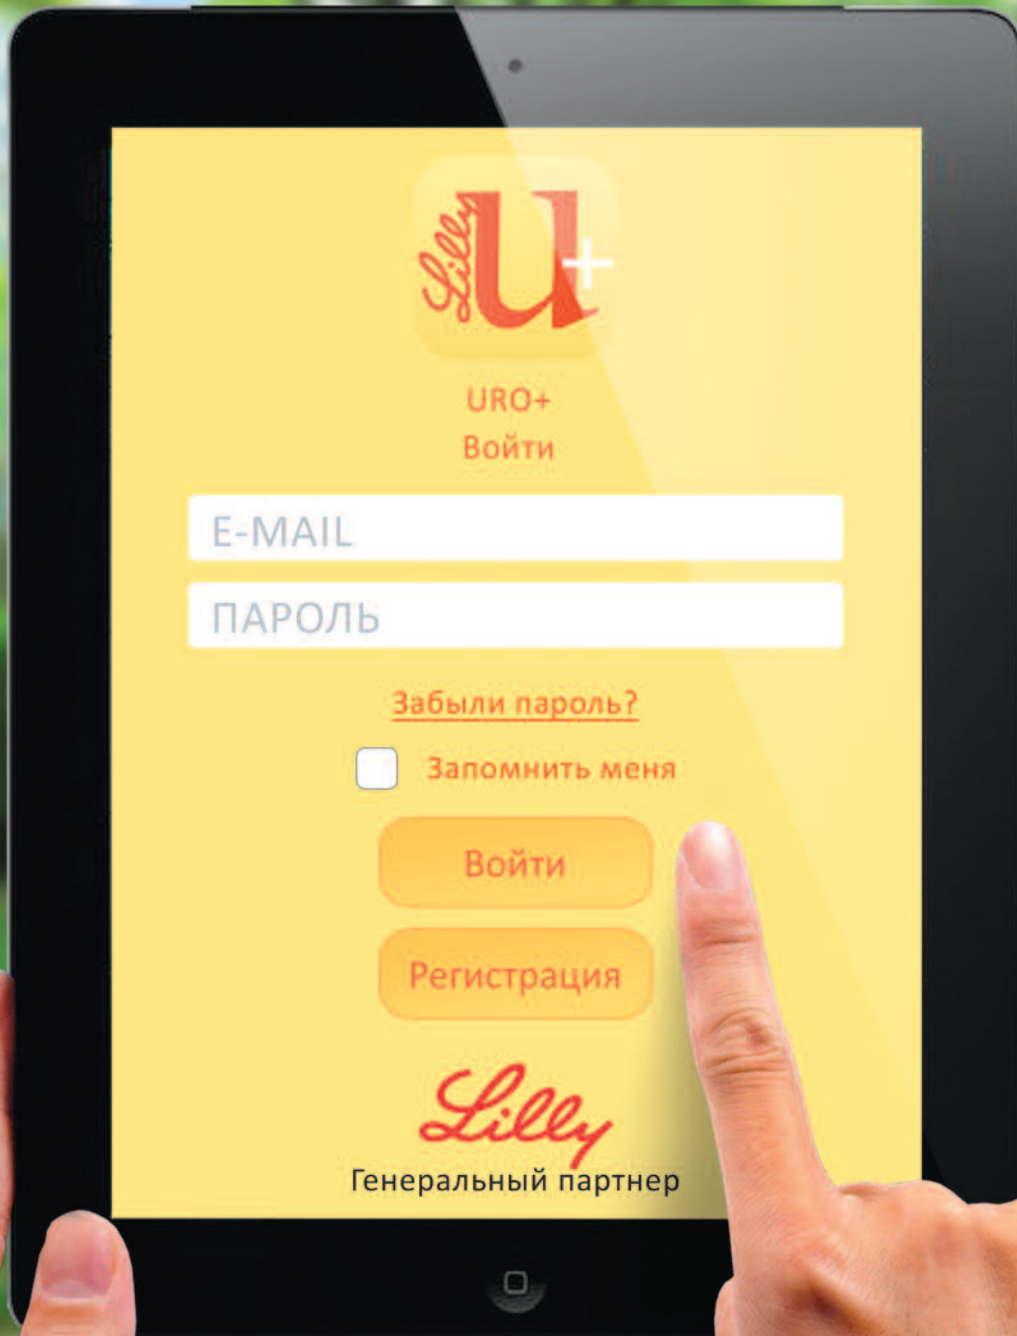 Lilly
u+
URO+
Войти
E-MAIL
ПАРОЛЬ
Забыли пароль?
Запомнить меня
Войти
Регистрация
Lilly
Генеральный партнер